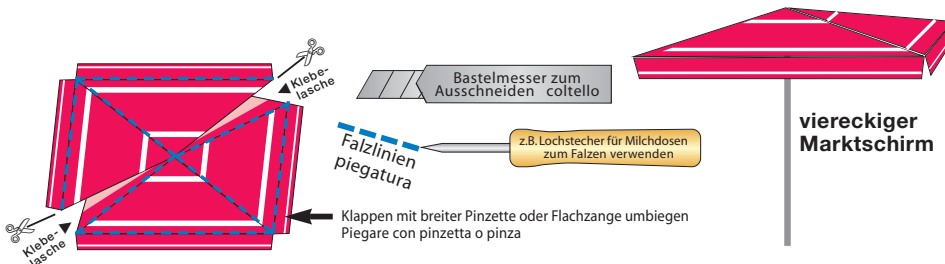 Klebe-
lasche
Klebe-
lasche
Bastelmesser zum
Ausschneiden coltello
Falzlinien
piegatura
z.B. Lochstecher für Milchdosen
zum Falzen verwenden
Klappen mit breiter Pinzette oder Flachzange umbiegen
Piegare con pinzetta o pinza
viereckiger
Marktschirm